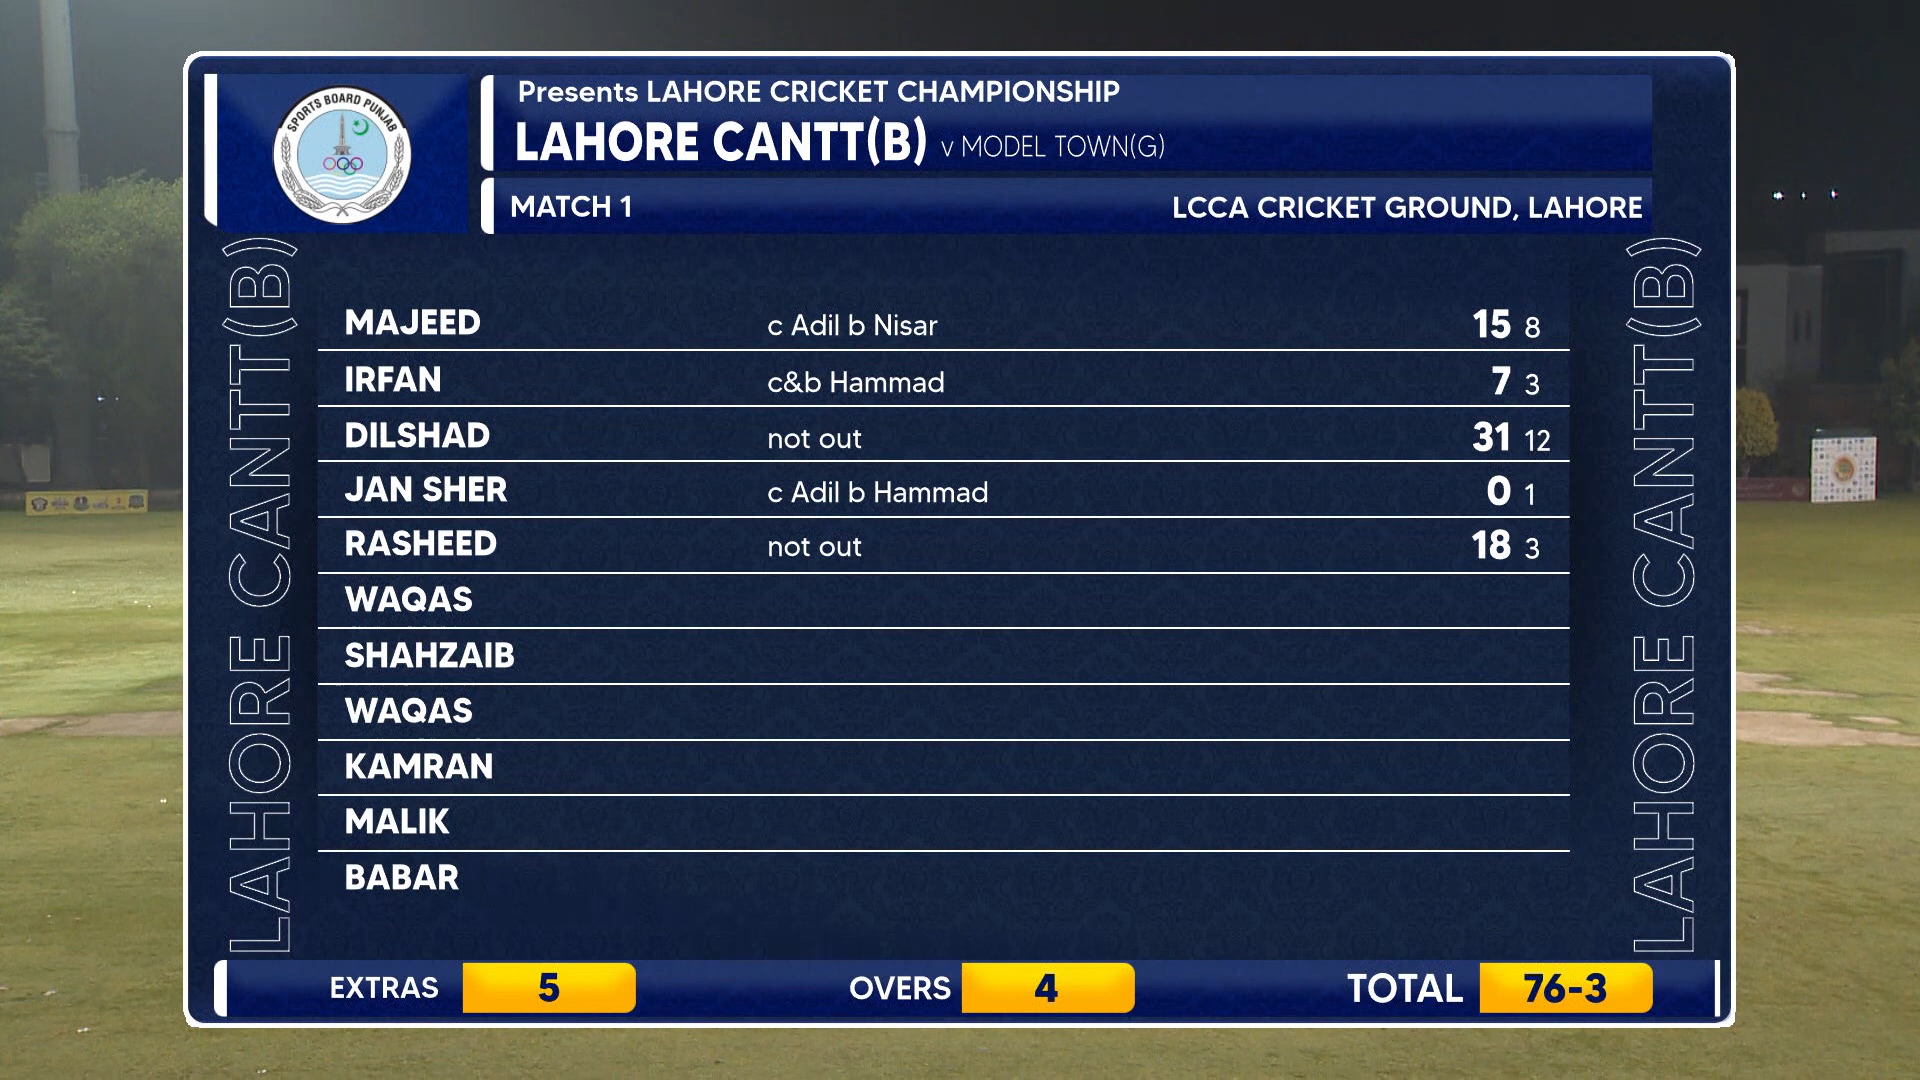 SPORTS BOARD PUNJAB
Presents LAHORE CRICKET CHAMPIONSHIP
LAHORE CANTT(B) v MODEL TOWN(G)
MATCH 1 LCCA CRICKET GROUND, LAHORE
LAHORE CANTT(B)
MAJEED c Adil b Nisar 15 8
IRFAN c&b Hammad 7 3
DILSHAD not out 31 12
JAN SHER c Adil b Hammad 0 1
RASHEED not out 18 3
WAQAS
SHAHZAIB
WAQAS
KAMRAN
MALIK
BABAR
LAHORE CANTT(B)
EXTRAS 5 OVERS 4 TOTAL 76-3